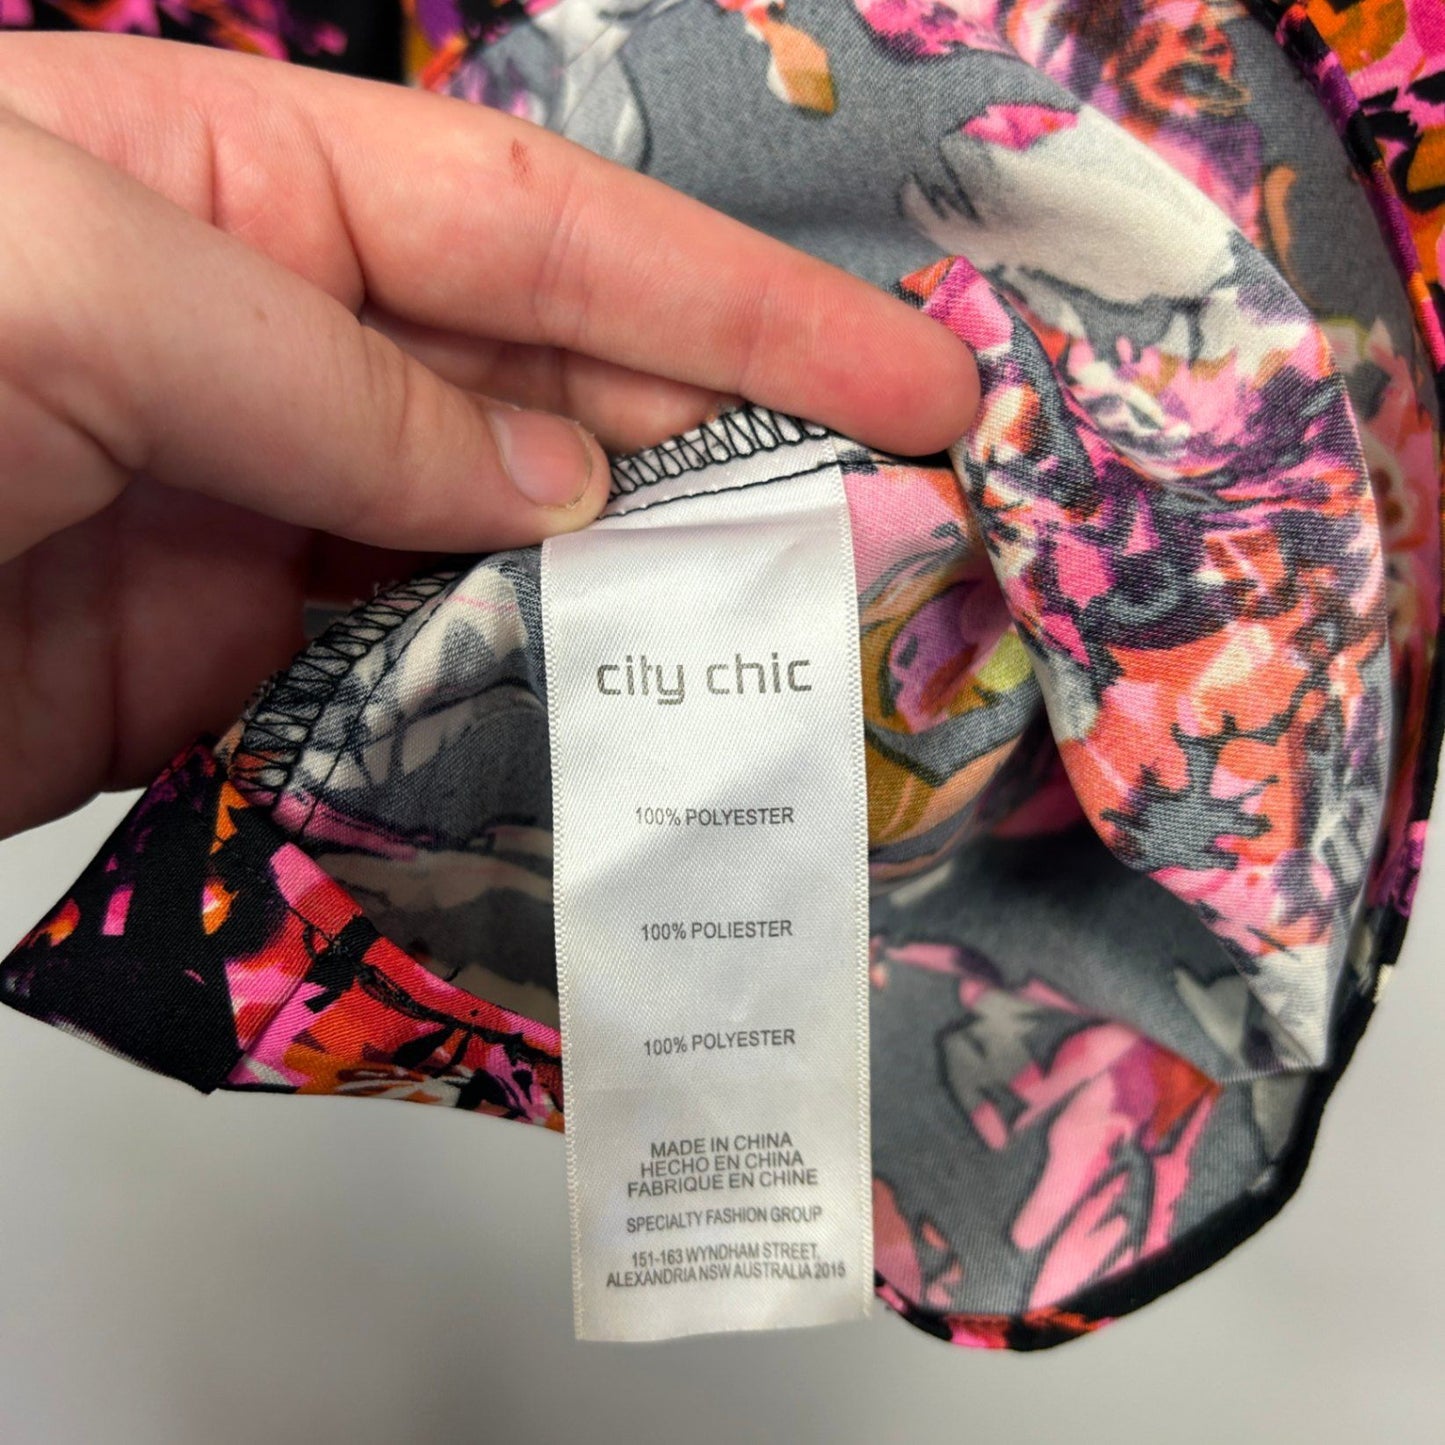 city chic
100% POLYESTER
100% POLIESTER
100% POLYESTER
MADE IN CHINA
HECHO EN CHINA
FABRIQUE EN CHINE
SPECIALTY FASHION GROUP
151-163 WYNDHAM STREET,
ALEXANDRIA NSW AUSTRALIA 2015